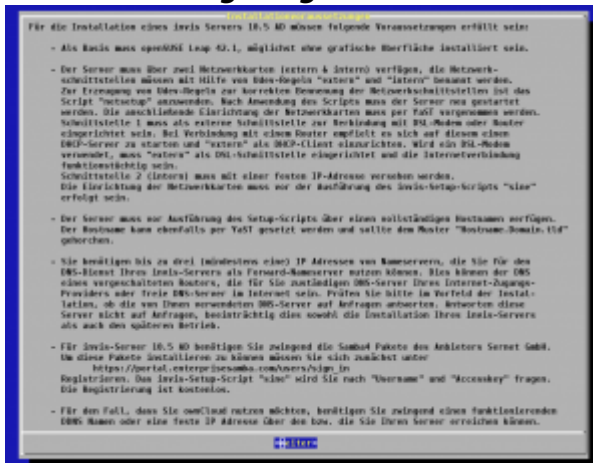 Installationsvoraussetzungen
Für die Installation eines invis Servers 10.5 AD müssen folgende Voraussetzungen erfüllt sein:
- Als Basis muss openSUSE Leap 42.1, möglichst ohne grafische Oberfläche installiert sein.
- Der Server muss über zwei Netzwerkkarten (extern & intern) verfügen, die Netzwerk-
schnittstellen müssen mit Hilfe von Udev-Regeln "extern" und "intern" benannt werden.
Zur Erzeugung von Udev-Regeln zur korrekten Benennung der Netzwerkschnittstellen ist das
Script "netsetup" anzuwenden. Nach Anwendung des Scripts muss der Server neu gestartet
werden. Die anschließende Einrichtung der Netzwerkkarten muss per YaST vorgenommen werden.
Schnittstelle 1 muss als externe Schnittstelle zur Verbindung mit DSL-Modem oder Router
eingerichtet sein. Bei Verbindung mit einem Router empfielt es sich auf diesem einen
DHCP-Server zu starten und "extern" als DHCP-Client einzurichten. Wird ein DSL-Modem
verwendet, muss "extern" als DSL-Schnittstelle eingerichtet und die Internetverbindung
funktionstüchtig sein.
Schnittstelle 2 (intern) muss mit einer festen IP-Adresse versehen werden.
Die Einrichtung der Netzwerkkarten muss vor der Ausführung des invis-Setup-Scripts "sine"
erfolgt sein.
- Der Server muss vor Ausführung des Setup-Scripts über einen vollständigen Hostnamen verfügen.
Der Hostname kann ebenfalls per YaST gesetzt werden und sollte dem Muster "Hostname.Domain.tld"
gehorchen.
- Sie benötigen bis zu drei (mindestens eine) IP Adressen von Nameservern, die Sie für den
DNS-Dienst Ihres invis-Servers als Forward-Nameserver nutzen können. Dies können der DNS
eines vorgeschalteten Routers, die für Sie zuständigen DNS-Server Ihres Internet-Zugangs-
Providers oder freie DNS-Server im Internet sein. Prüfen Sie bitte im Vorfeld der Instal-
lation, ob die von Ihnen verwendeten DNS-Server auf Anfragen antworten. Antworten diese
Server nicht auf Anfragen, beeinträchtig dies sowohl die Installation Ihres invis-Servers
als auch den späteren Betrieb.
- Für invis-Server 10.5 AD benötigen Sie zwingend die Samba4 Pakete des Anbieters Sernet GmbH.
Um diese Pakete installieren zu können müssen Sie sich zunächst unter
https://portal.enterprisesamba.com/users/sign_in
Registrieren. Das invis-Setup-Script "sine" wird Sie nach "Username" und "Accesskey" fragen.
Die Registrierung ist kostenlos.
- Für den Fall, dass Sie ownCloud nutzen möchten, benötigen Sie zwingend einen funktionierenden
DDNS Namen oder eine feste IP Adresse über den bzw. die Sie Ihren Server erreichen können.
Weitern